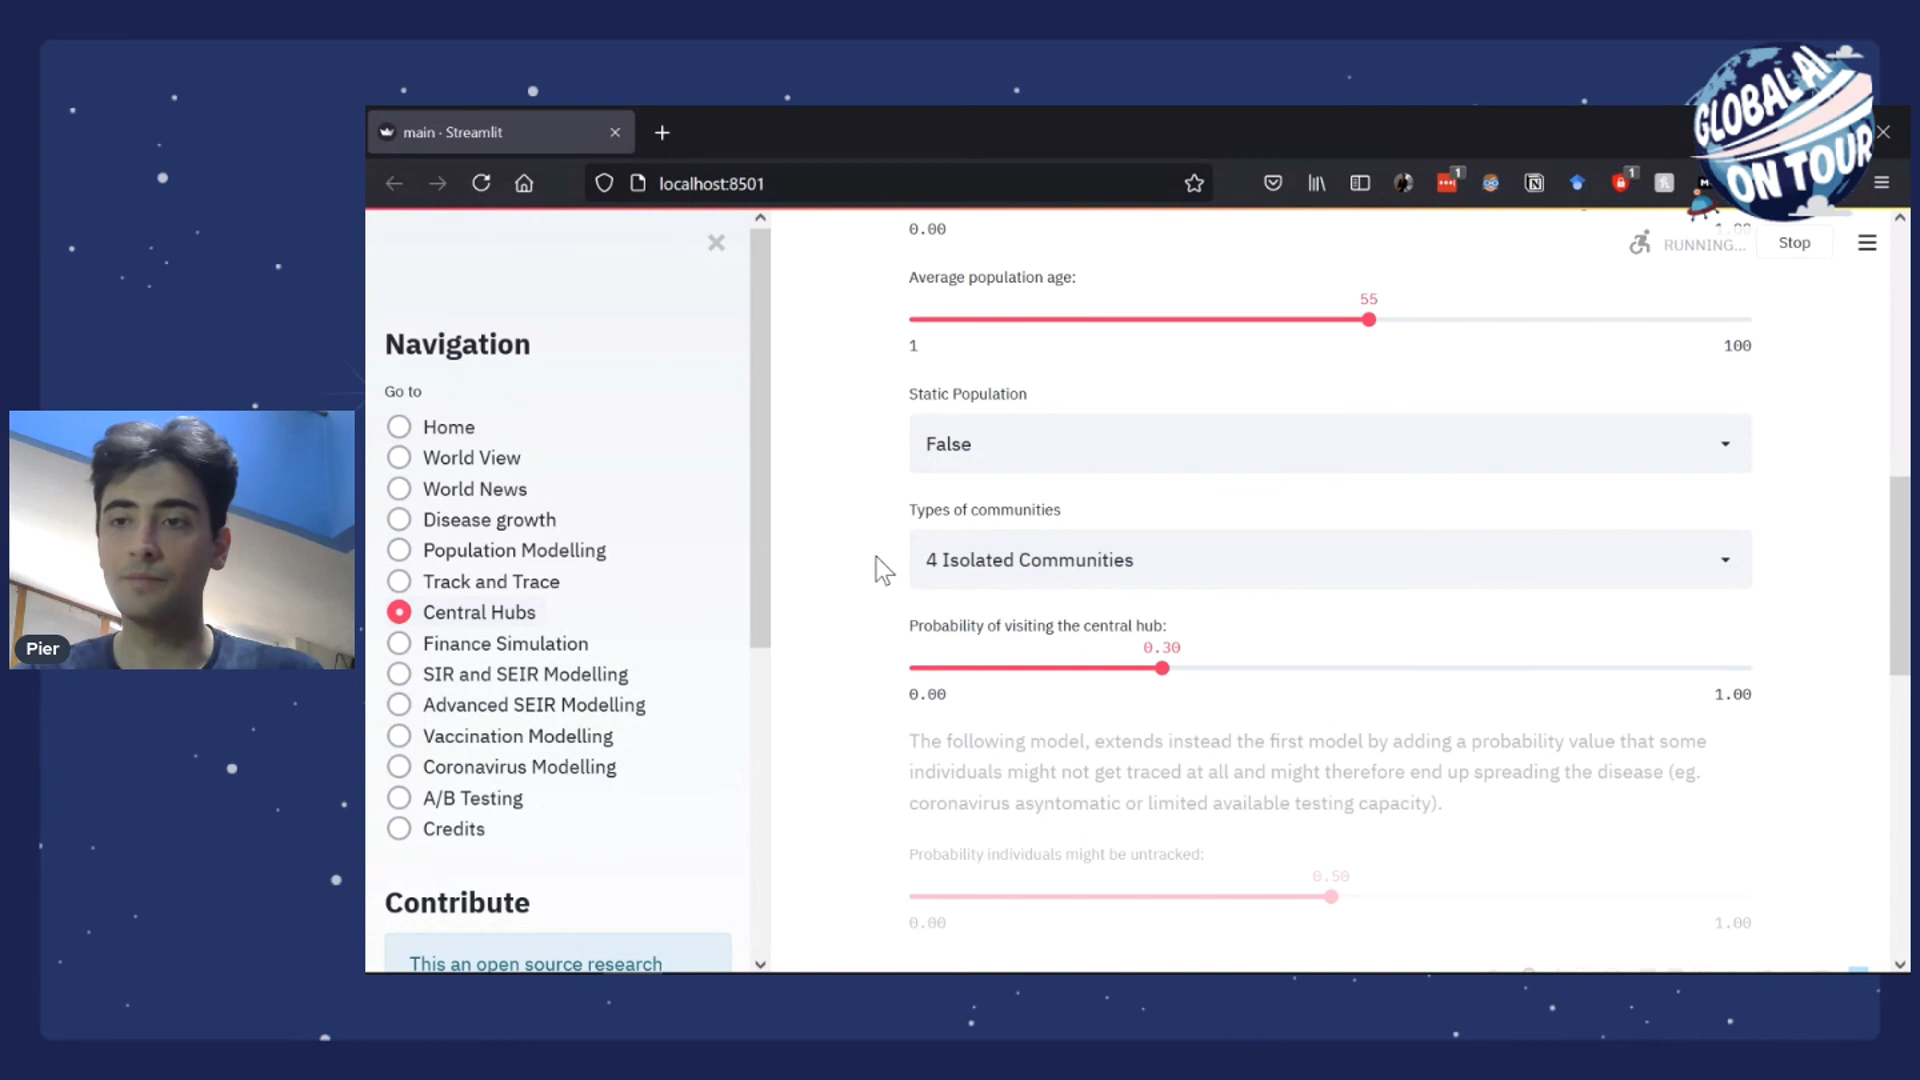 GLOBAL AI
ON TOUR
main · Streamlit
localhost:8501
1
1
RUNNING...
Stop
Navigation
Go to
Home
World View
World News
Disease growth
Population Modelling
Track and Trace
Central Hubs
Finance Simulation
SIR and SEIR Modelling
Advanced SEIR Modelling
Vaccination Modelling
Coronavirus Modelling
A/B Testing
Credits
Contribute
This an open source research
0.00
1.00
Average population age:
55
1
100
Static Population
False
Types of communities
4 Isolated Communities
Probability of visiting the central hub:
0.30
0.00
1.00
The following model, extends instead the first model by adding a probability value that some
individuals might not get traced at all and might therefore end up spreading the disease (eg.
coronavirus asyntomatic or limited available testing capacity).
Probability individuals might be untracked:
0.50
0.00
1.00
Pier